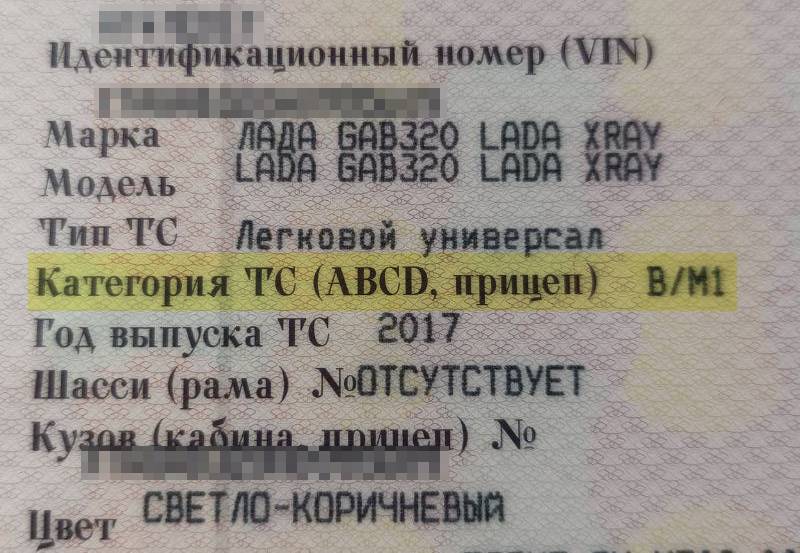 Идентификационный номер (VIN)
Марка ЛАДА GAB320 LADA XRAY
Модель LADA GAB320 LADA XRAY
Тип ТС Легковой универсал
Категория ТС (ABCD, прицеп) B/M1
Год выпуска ТС 2017
Шасси (рама) №ОТСУТСТВУЕТ
Кузов (кабина, прицеп) №
Цвет СВЕТЛО-КОРИЧНЕВЫЙ